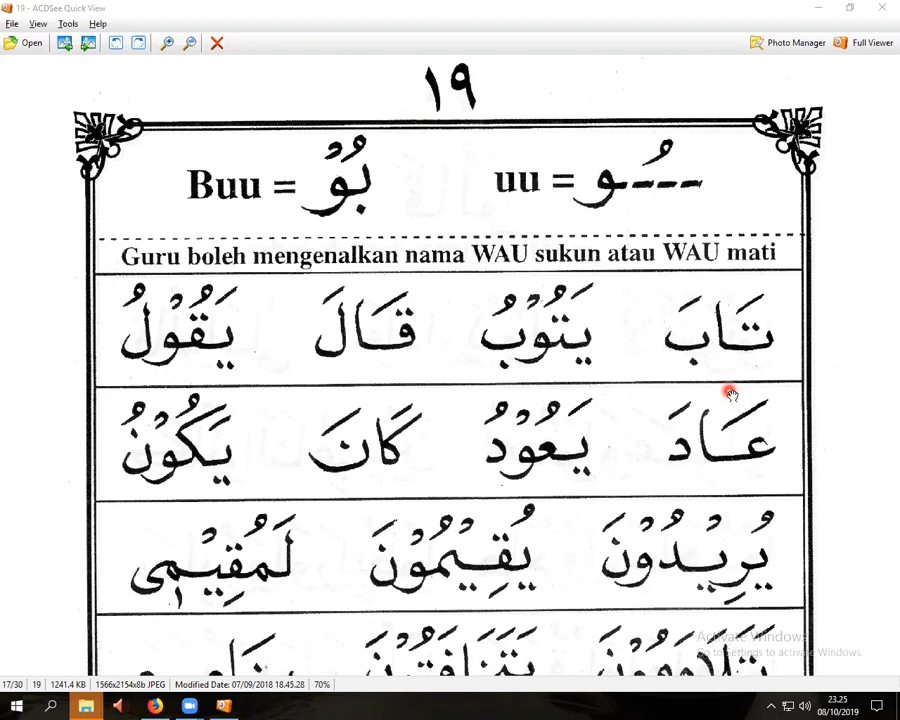 19 - ACDSee Quick View
File View Tools Help
Open Photo Manager Full Viewer
١٩
ـُـو = uu بُوْ = Buu
Guru boleh mengenalkan nama WAU sukun atau WAU mati
تَابَ يَتُوْبُ قَالَ يَقُوْلُ
عَادَ يَعُوْدُ كَانَ يَكُوْنُ
يُرِيْدُوْنَ يُقِيْمُوْنَ لَمُقِيْمِى
Activate Windows
Go to Settings to activate Windows.
17/30 19 1241.4 KB 1566x2154x8b JPEG Modified Date: 07/09/2018 18.45.28 70%
23.25
08/10/2019